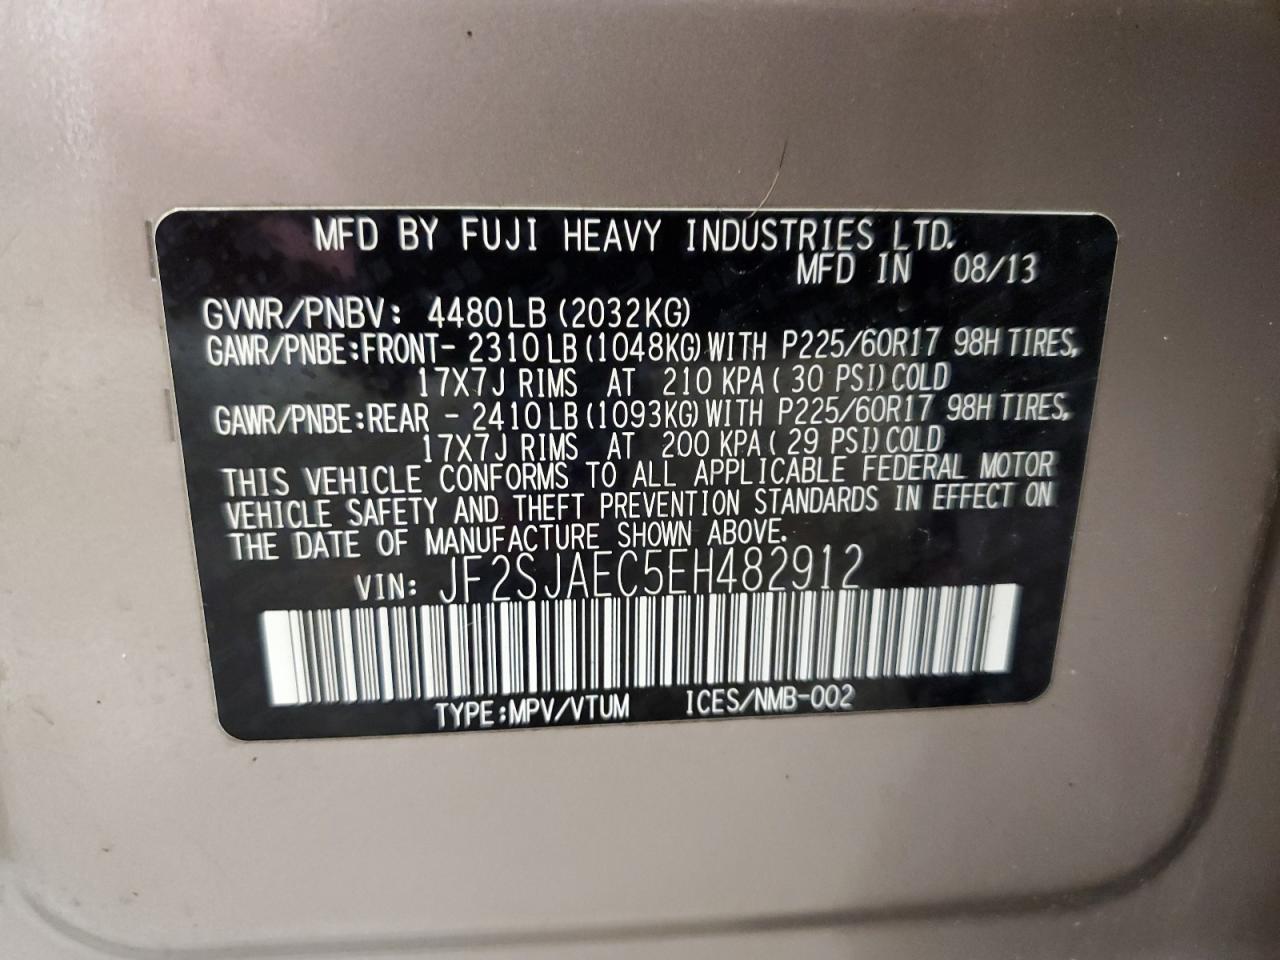 MFD BY FUJI HEAVY INDUSTRIES LTD.
MFD IN 08/13
GVWR/PNBV: 4480LB (2032KG)
GAWR/PNBE:FRONT- 2310LB (1048KG) WITH P225/60R17 98H TIRES,
17X7J RIMS AT 210 KPA ( 30 PSI) COLD
GAWR/PNBE:REAR - 2410LB (1093KG) WITH P225/60R17 98H TIRES,
17X7J RIMS AT 200 KPA ( 29 PSI) COLD
THIS VEHICLE CONFORMS TO ALL APPLICABLE FEDERAL MOTOR
VEHICLE SAFETY AND THEFT PREVENTION STANDARDS IN EFFECT ON
THE DATE OF MANUFACTURE SHOWN ABOVE.
VIN: JF2SJAEC5EH482912
TYPE:MPV/VTUM ICES/NMB-002